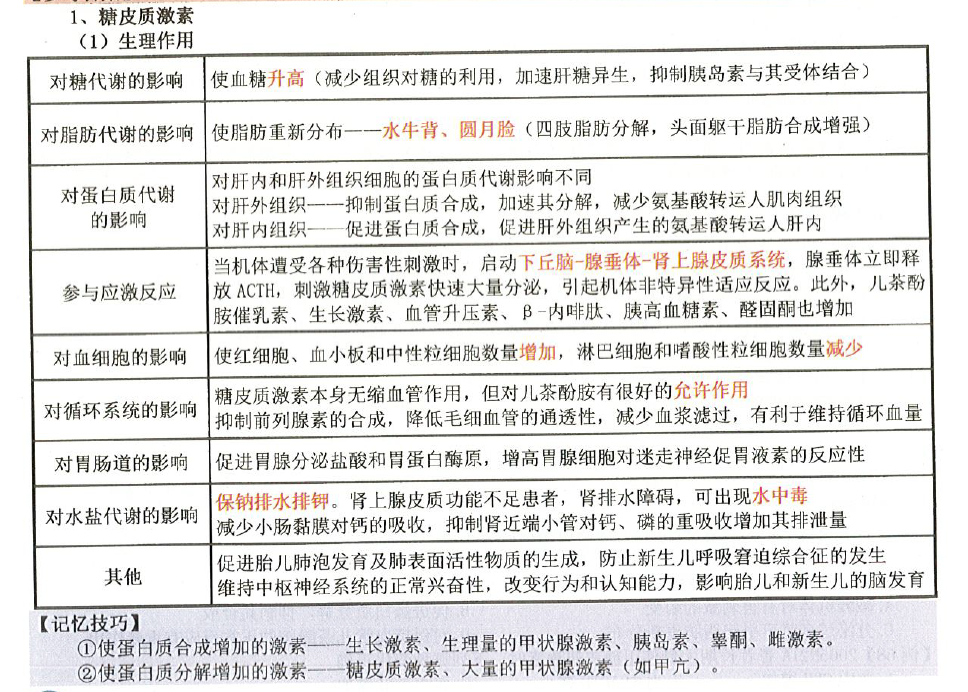 1、糖皮质激素
（1）生理作用
对糖代谢的影响
使血糖升高（减少组织对糖的利用，加速肝糖异生，抑制胰岛素与其受体结合）
对脂肪代谢的影响
使脂肪重新分布——水牛背、圆月脸（四肢脂肪分解，头面躯干脂肪合成增强）
对蛋白质代谢
的影响
对肝内和肝外组织细胞的蛋白质代谢影响不同
对肝外组织——抑制蛋白质合成，加速其分解，减少氨基酸转运人肌肉组织
对肝内组织——促进蛋白质合成，促进肝外组织产生的氨基酸转运人肝内
参与应激反应
当机体遭受各种伤害性刺激时，启动下丘脑-腺垂体-肾上腺皮质系统，腺垂体立即释
放 ACTH，刺激糖皮质激素快速大量分泌，引起机体非特异性适应反应。此外，儿茶酚
胺催乳素、生长激素、血管升压素、β-内啡肽、胰高血糖素、醛固酮也增加
对血细胞的影响
使红细胞、血小板和中性粒细胞数量增加，淋巴细胞和嗜酸性粒细胞数量减少
对循环系统的影响
糖皮质激素本身无缩血管作用，但对儿茶酚胺有很好的允许作用
抑制前列腺素的合成，降低毛细血管的通透性，减少血浆滤过，有利于维持循环血量
对胃肠道的影响
促进胃腺分泌盐酸和胃蛋白酶原，增高胃腺细胞对迷走神经促胃液素的反应性
对水盐代谢的影响
保钠排水排钾。肾上腺皮质功能不足患者，肾排水障碍，可出现水中毒
减少小肠黏膜对钙的吸收，抑制肾近端小管对钙、磷的重吸收增加其排泄量
其他
促进胎儿肺泡发育及肺表面活性物质的生成，防止新生儿呼吸窘迫综合征的发生
维持中枢神经系统的正常兴奋性，改变行为和认知能力，影响胎儿和新生儿的脑发育
【记忆技巧】
①使蛋白质合成增加的激素——生长激素、生理量的甲状腺激素、胰岛素、睾酮、雌激素。
②使蛋白质分解增加的激素——糖皮质激素、大量的甲状腺激素（如甲亢）。